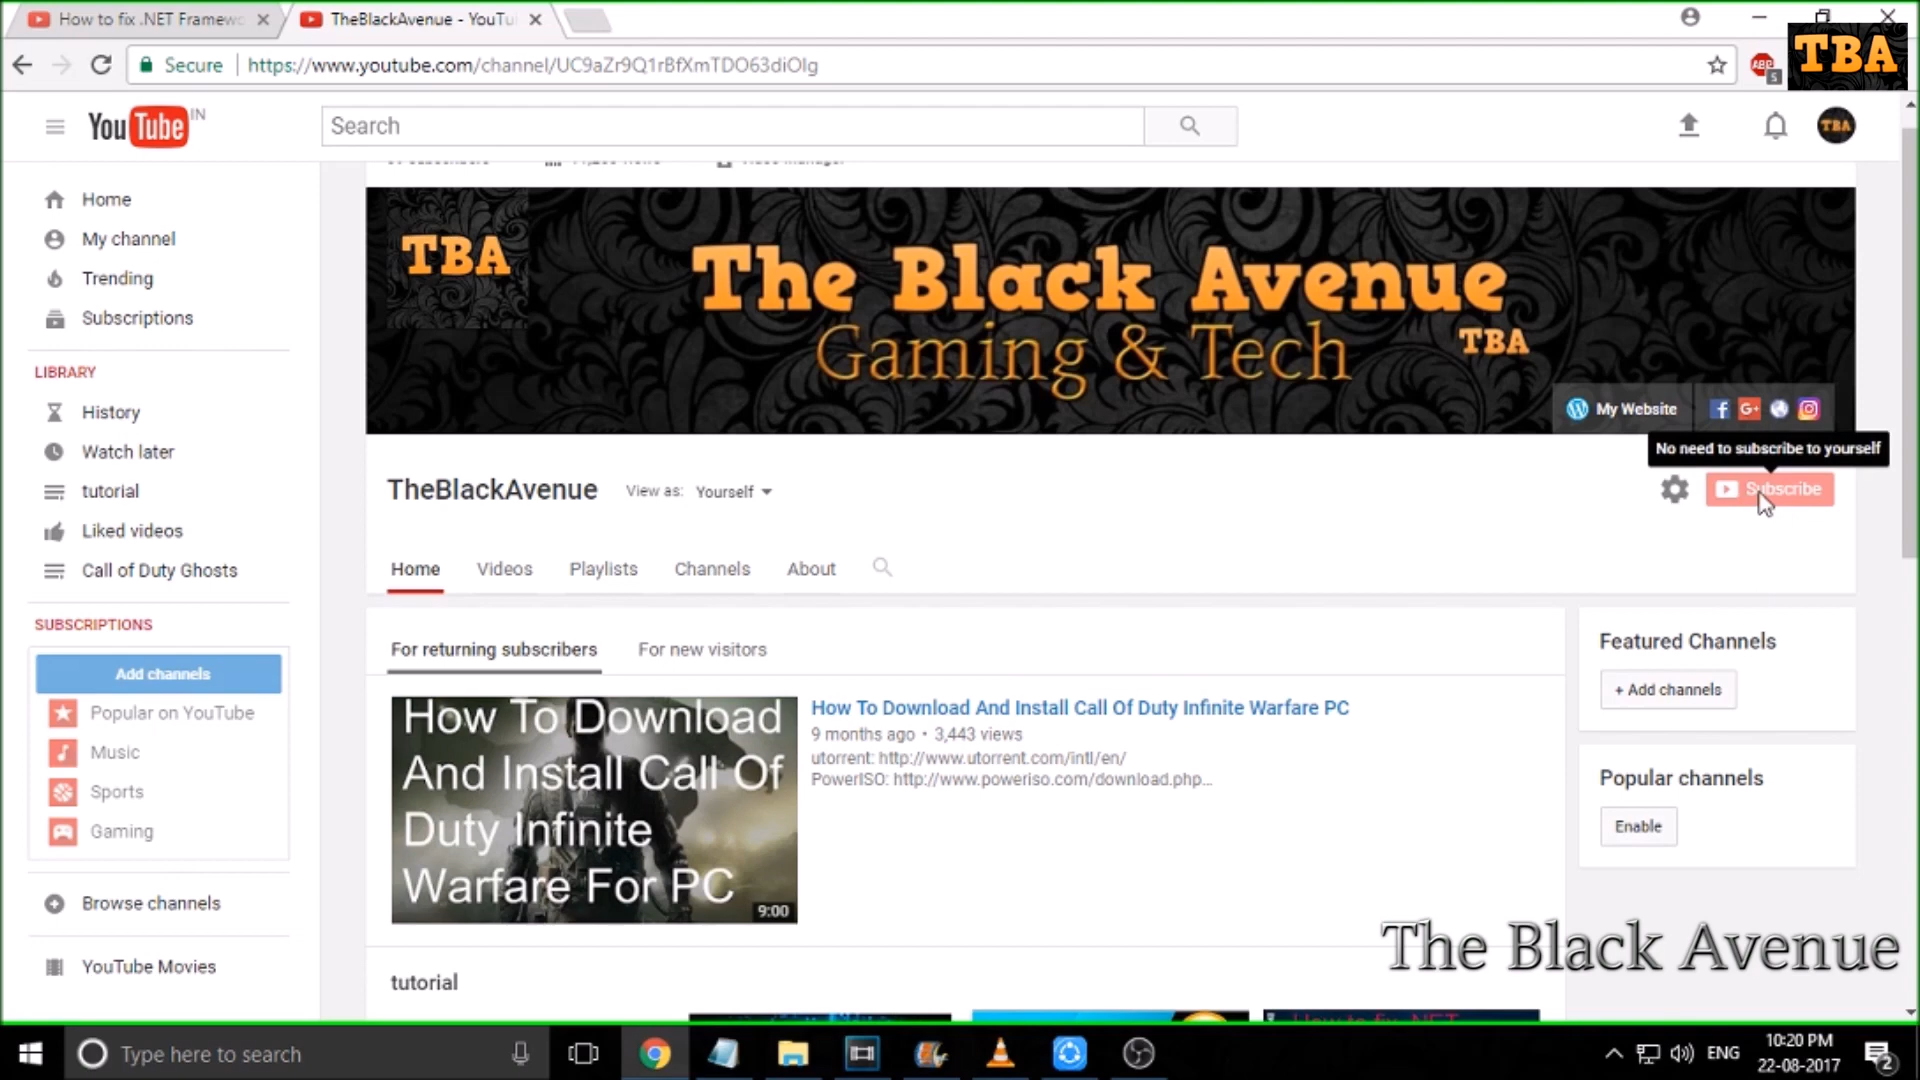 How to fix .NET Framewo
TheBlackAvenue - YouTu
Secure
https://www.youtube.com/channel/UC9aZr9Q1rBfXmTDO63diOIg
ABP
5
TBA
YouTube IN
Search
TBA
Home
My channel
Trending
Subscriptions
LIBRARY
History
Watch later
tutorial
Liked videos
Call of Duty Ghosts
SUBSCRIPTIONS
Add channels
Popular on YouTube
Music
Sports
Gaming
Browse channels
YouTube Movies
TBA
The Black Avenue
Gaming & Tech
TBA
My Website
G+
No need to subscribe to yourself
TheBlackAvenue
View as: Yourself
Subscribe
Home Videos Playlists Channels About
For returning subscribers
For new visitors
How To Download
And Install Call Of
Duty Infinite
Warfare For PC
9:00
How To Download And Install Call Of Duty Infinite Warfare PC
9 months ago • 3,443 views
utorrent: http://www.utorrent.com/intl/en/
PowerISO: http://www.poweriso.com/download.php...
Featured Channels
+ Add channels
Popular channels
Enable
The Black Avenue
tutorial
Type here to search
ENG
10:20 PM
22-08-2017
2